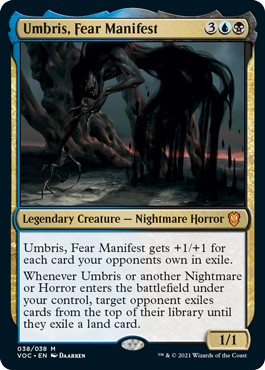 Umbris, Fear Manifest 3
Legendary Creature — Nightmare Horror
Umbris, Fear Manifest gets +1/+1 for
each card your opponents own in exile.
Whenever Umbris or another Nightmare
or Horror enters the battlefield under
your control, target opponent exiles
cards from the top of their library until
they exile a land card.
1/1
038/038 M
VOC • EN DAARKEN
™ & © 2021 Wizards of the Coast